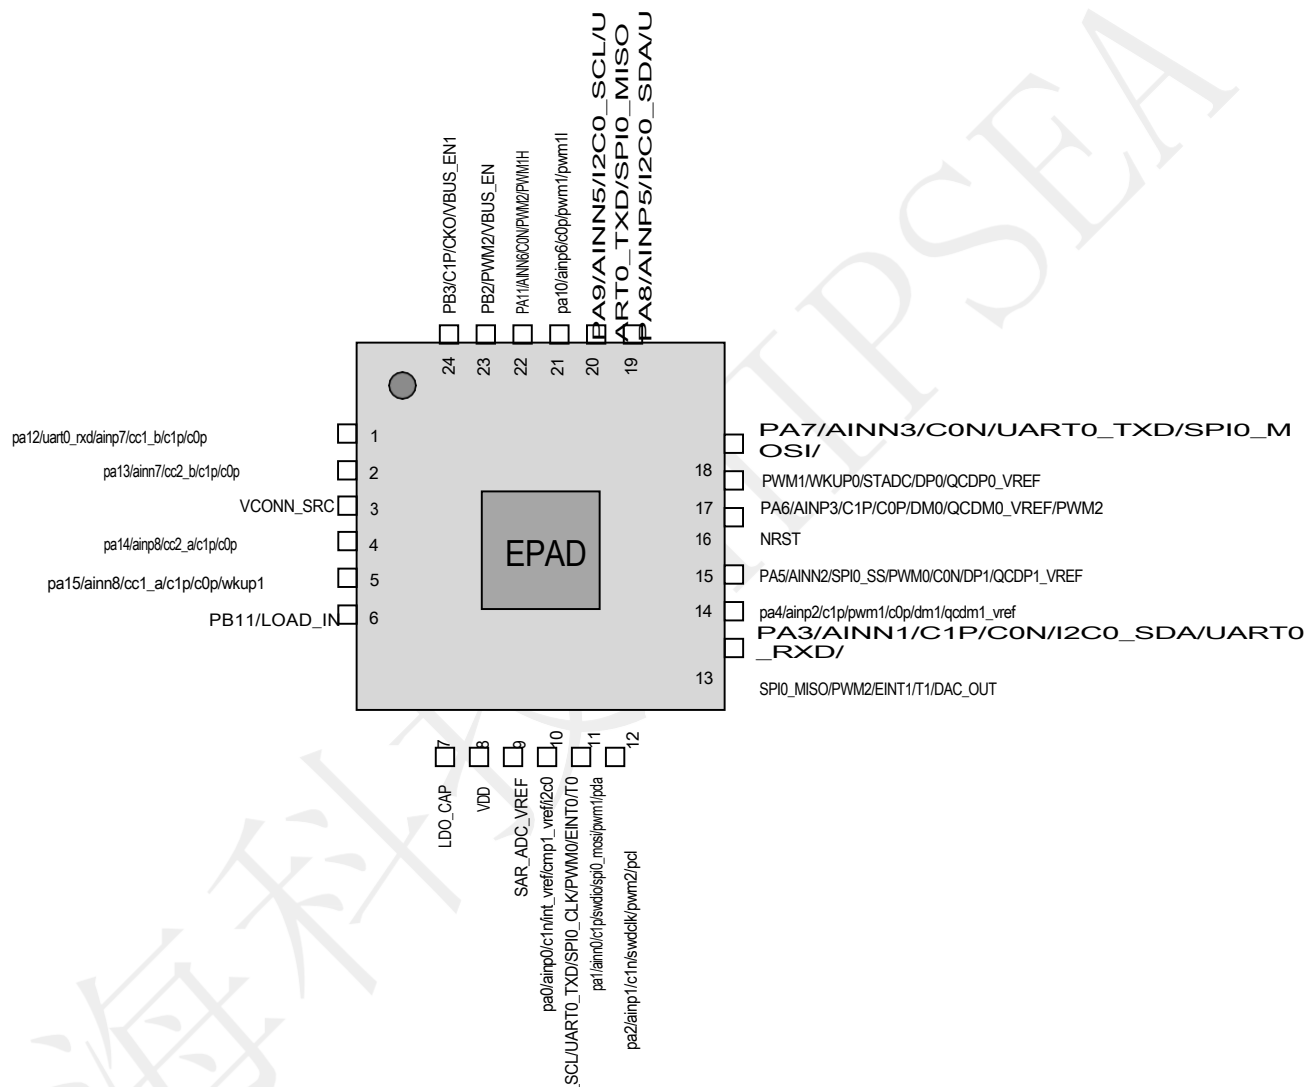 PB3/C1P/CKO/VBUS_EN1
PB2/PWM2/VBUS_EN
PA11/AINN6/C0N/PWM2/PWM1H
pa10/ainp6/c0p/pwm1/pwm1l
PA9/AINN5/I2C0_SCL/U
ART0_TXD/SPI0_MISO
PA8/AINP5/I2C0_SDA/U
24
23
22
21
20
19
pa12/uart0_rxd/ainp7/cc1_b/c1p/c0p
1
pa13/ainn7/cc2_b/c1p/c0p
2
VCONN_SRC
3
pa14/ainp8/cc2_a/c1p/c0p
4
pa15/ainn8/cc1_a/c1p/c0p/wkup1
5
PB11/LOAD_IN
6
EPAD
PA7/AINN3/C0N/UART0_TXD/SPI0_M
OSI/
18
PWM1/WKUP0/STADC/DP0/QCDP0_VREF
17
PA6/AINP3/C1P/C0P/DM0/QCDM0_VREF/PWM2
16
NRST
15
PA5/AINN2/SPI0_SS/PWM0/C0N/DP1/QCDP1_VREF
14
pa4/ainp2/c1p/pwm1/c0p/dm1/qcdm1_vref
PA3/AINN1/C1P/C0N/I2C0_SDA/UART0
_RXD/
13
SPI0_MISO/PWM2/EINT1/T1/DAC_OUT
7
8
9
10
11
12
LDO_CAP
VDD
SAR_ADC_VREF
pa0/ainp0/c1n/int_vref/cmp1_vref/i2c0
_SCL/UART0_TXD/SPI0_CLK/PWM0/EINT0/T0
pa1/ainn0/c1p/swdio/spi0_mosi/pwm1/pda
pa2/ainp1/c1n/swdclk/pwm2/pcl
海科技
HIPSEA